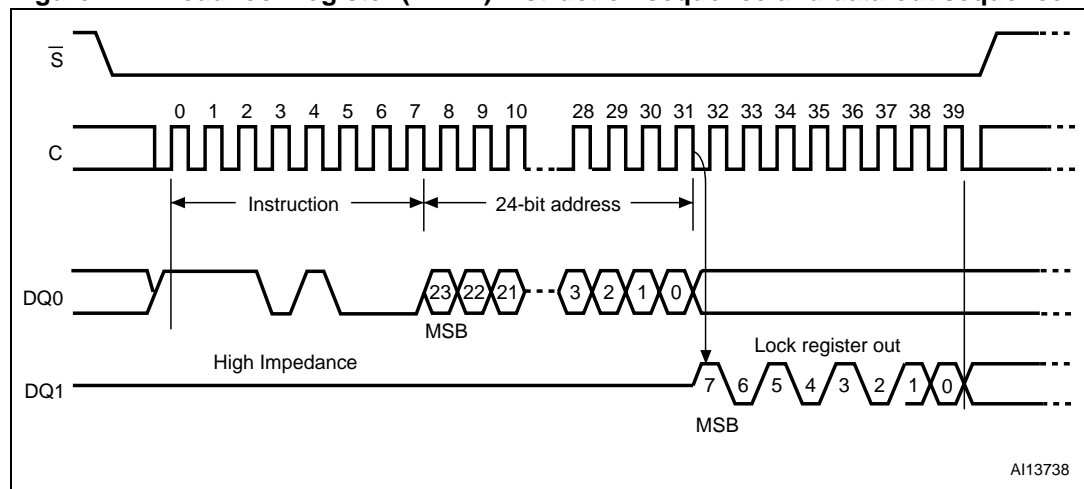 S
0 1 2 3 4 5 6 7 8 9 10 28 29 30 31 32 33 34 35 36 37 38 39
C
Instruction 24-bit address
DQ0
23 22 21 3 2 1 0
MSB
Lock register out
High Impedance
DQ1
7 6 5 4 3 2 1 0
MSB
AI13738